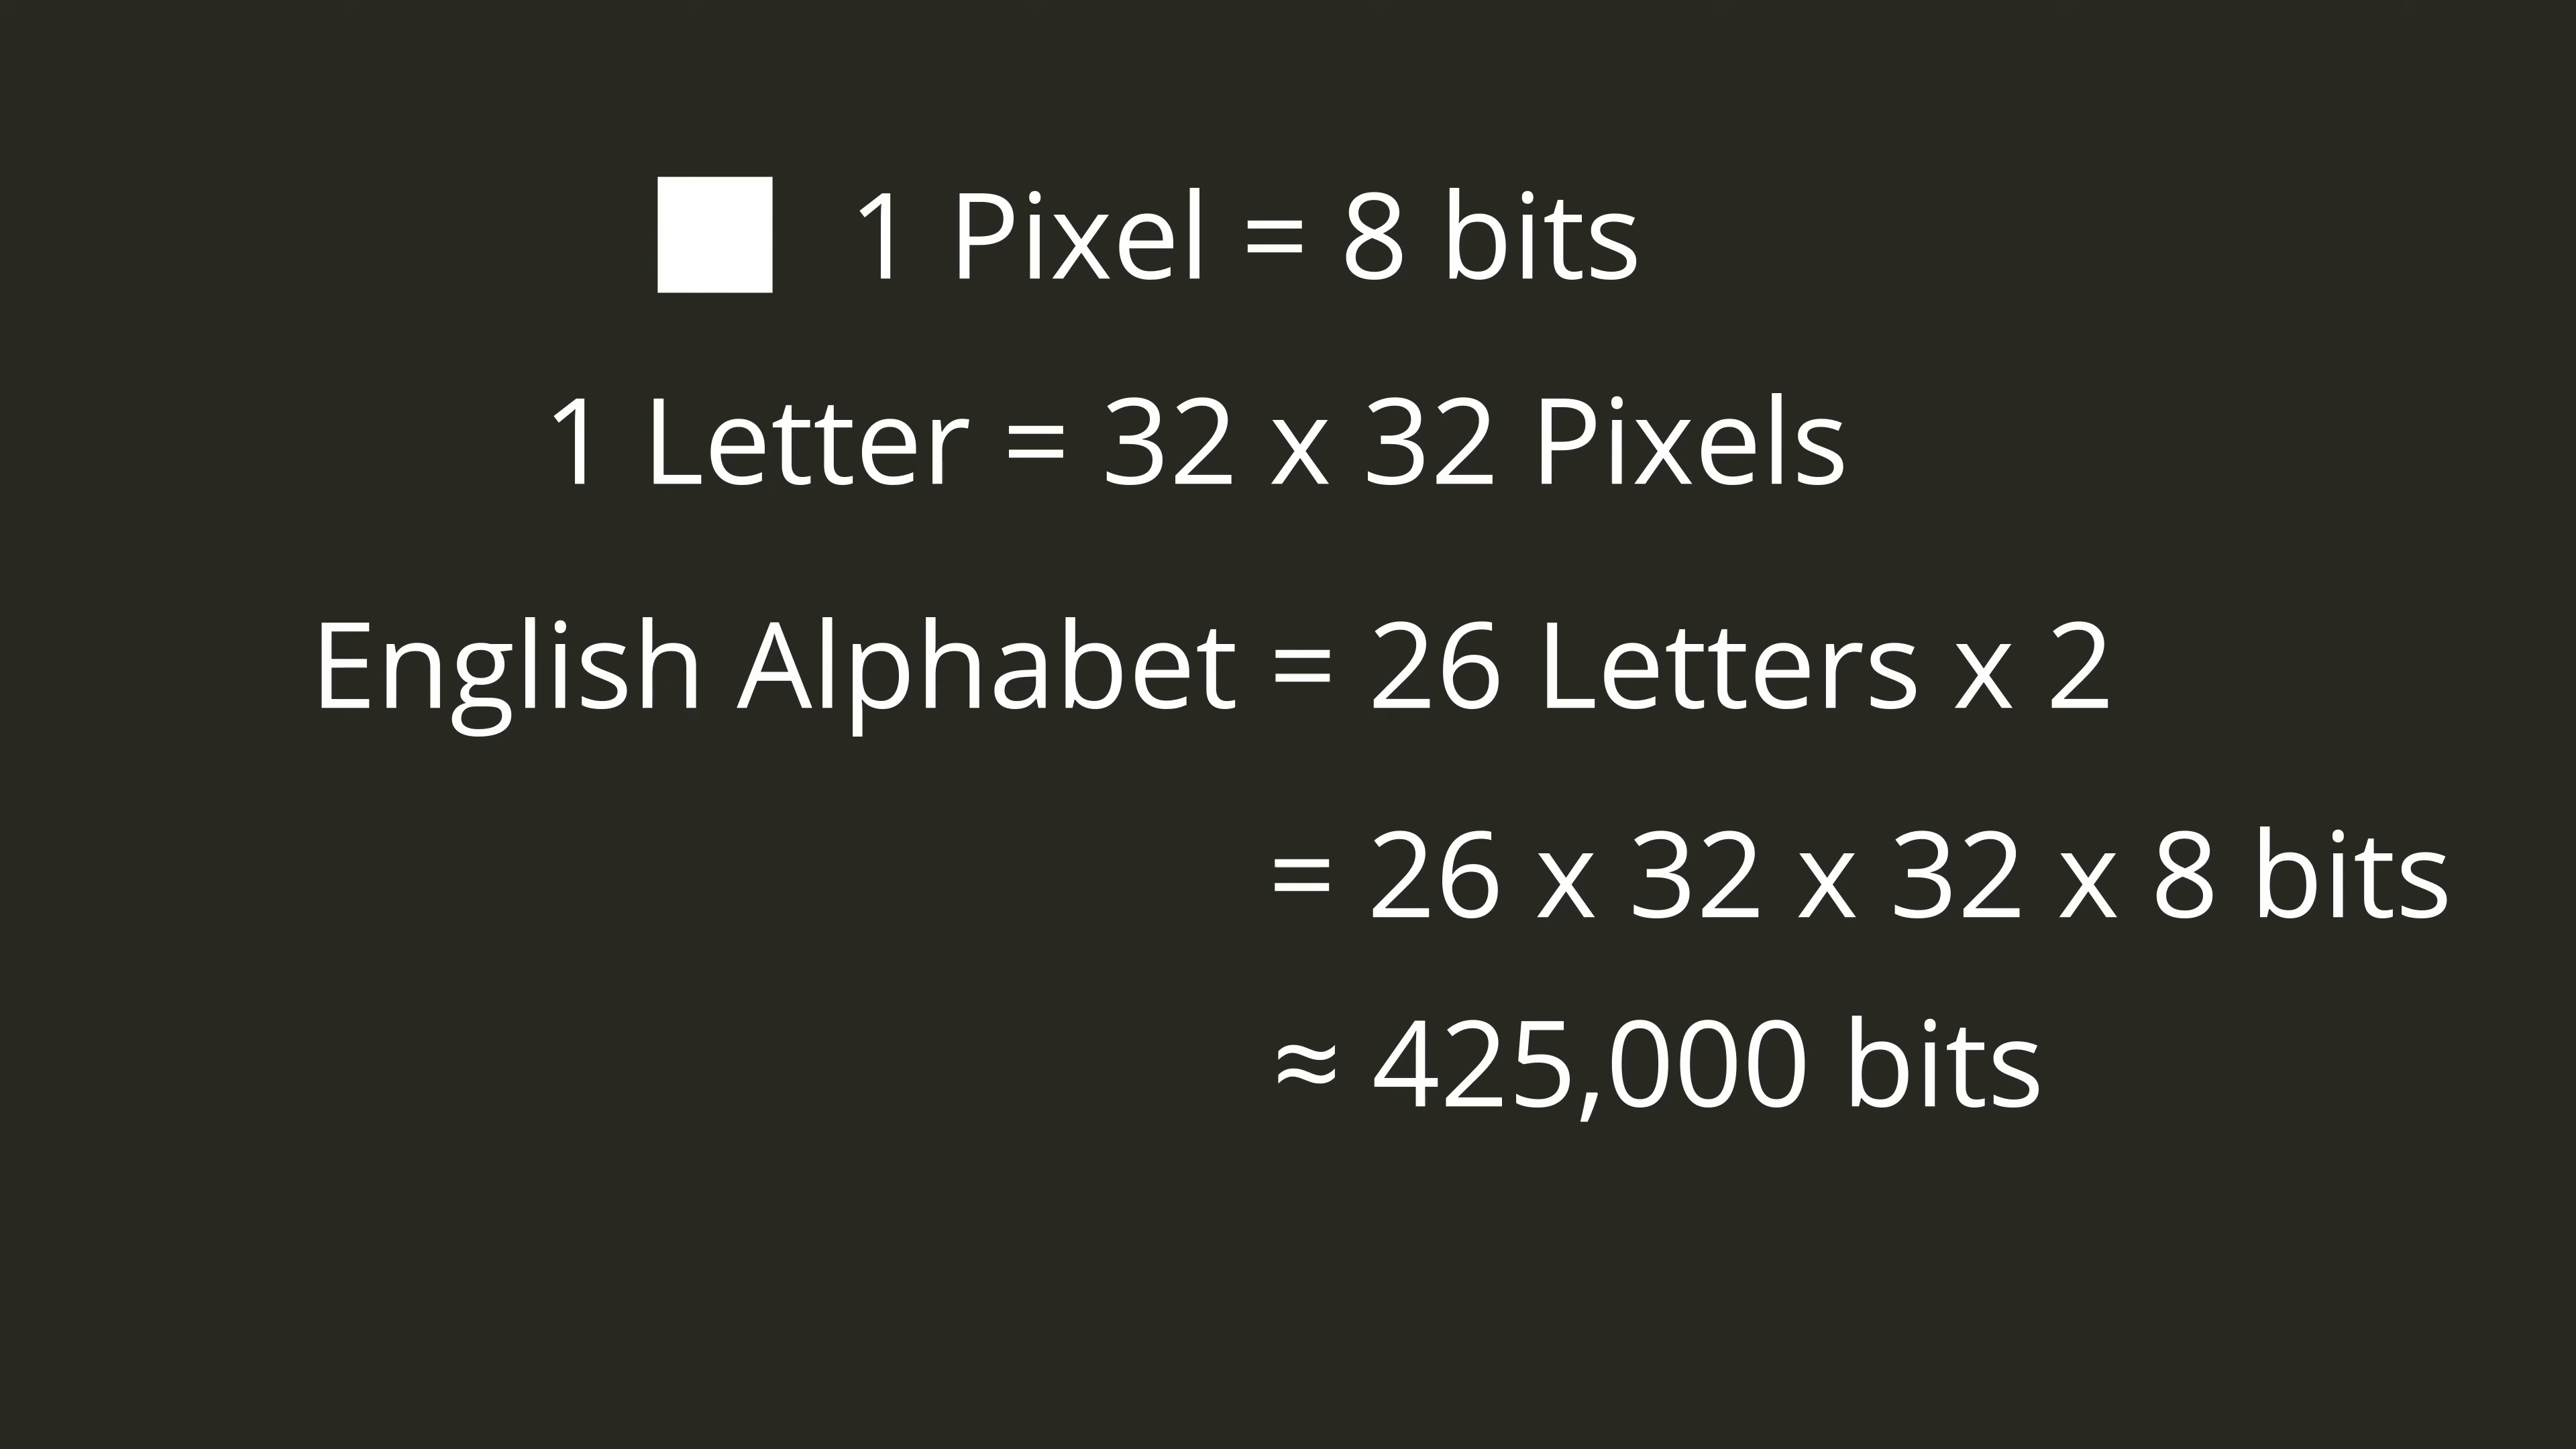 1 Pixel = 8 bits
1 Letter = 32 x 32 Pixels
English Alphabet = 26 Letters x 2
= 26 x 32 x 32 x 8 bits
≈ 425,000 bits